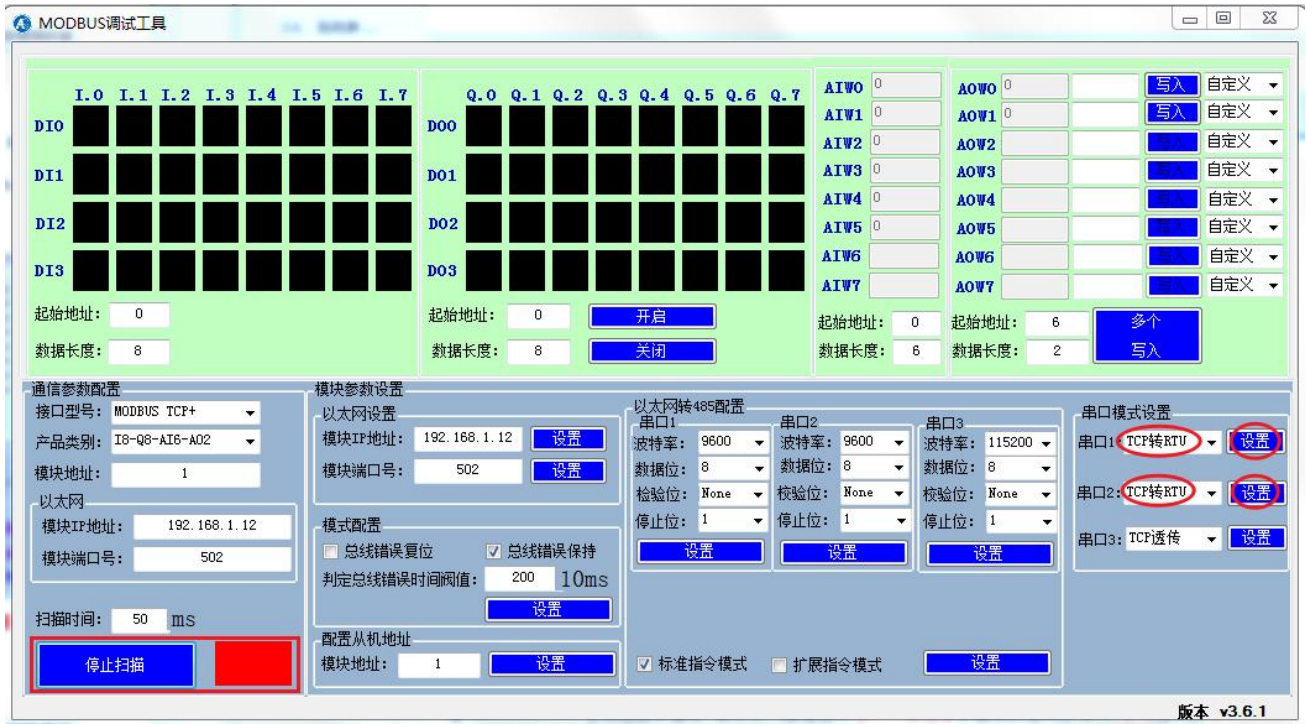 MODBUS调试工具
I.0 I.1 I.2 I.3 I.4 I.5 I.6 I.7
DI0
DI1
DI2
DI3
起始地址： 0
数据长度： 8
Q.0 Q.1 Q.2 Q.3 Q.4 Q.5 Q.6 Q.7
DO0
DO1
DO2
DO3
起始地址： 0 开启
数据长度： 8 关闭
AIW0 0
AIW1 0
AIW2 0
AIW3 0
AIW4 0
AIW5 0
AIW6
AIW7
起始地址： 0
数据长度： 6
AOW0 0 写入 自定义
AOW1 0 写入 自定义
AOW2 写入 自定义
AOW3 写入 自定义
AOW4 写入 自定义
AOW5 写入 自定义
AOW6 写入 自定义
AOW7 写入 自定义
起始地址： 6
数据长度： 2
多个
写入
通信参数配置
接口型号： MODBUS TCP+
产品类别： I8-Q8-AI6-AO2
模块地址： 1
以太网
模块IP地址： 192.168.1.12
模块端口号： 502
扫描时间： 50 ms
停止扫描
模块参数设置
以太网设置
模块IP地址： 192.168.1.12 设置
模块端口号： 502 设置
模式配置
总线错误复位 总线错误保持
判定总线错误时间阀值： 200 10ms
设置
配置从机地址
模块地址： 1 设置
以太网转485配置
串口1
波特率： 9600
数据位： 8
检验位： None
停止位： 1
设置
串口2
波特率： 9600
数据位： 8
校验位： None
停止位： 1
设置
串口3
波特率： 115200
数据位： 8
校验位： None
停止位： 1
设置
标准指令模式 扩展指令模式 设置
串口模式设置
串口1: TCP转RTU 设置
串口2: TCP转RTU 设置
串口3: TCP透传 设置
版本 v3.6.1